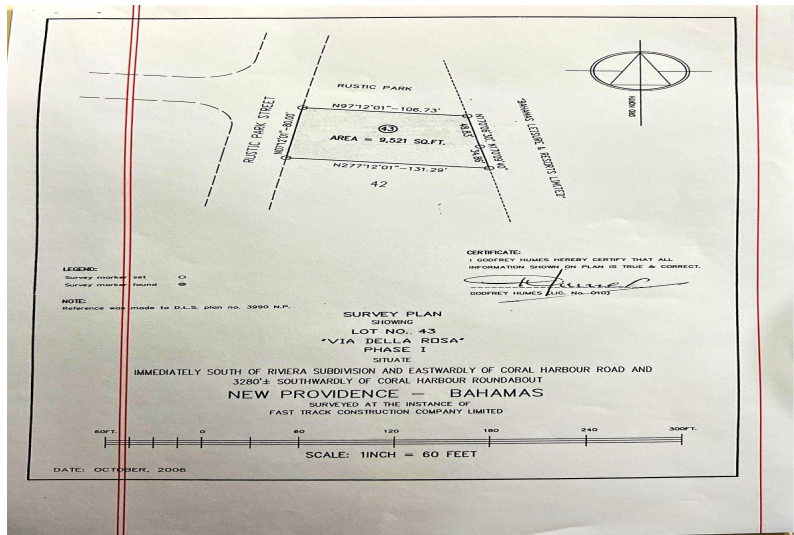 RUSTIC PARK
N97°12'01"-106.73'
RUSTIC PARK STREET
N07°12'01"-80.00'
43
AREA = 9,521 SQ.FT.
49.83'
34.86'
"BAHAMAS LEISURE & RESORTS LIMITED"
N277°12'01"-131.29'
42
GRID NORTH
CERTIFICATE:
I GODFREY HUMES HEREBY CERTIFY THAT ALL
INFORMATION SHOWN ON PLAN IS TRUE & CORRECT.
GODFREY HUMES (LIC. No. 010)
LEGEND:
Survey marker set
Survey marker found
NOTE:
Reference was made to D.L.S. plan no. 3990 N.P.
SURVEY PLAN
SHOWING
LOT NO.. 43
"VIA DELLA ROSA"
PHASE I
SITUATE
IMMEDIATELY SOUTH OF RIVIERA SUBDIVISION AND EASTWARDLY OF CORAL HARBOUR ROAD AND
3280'± SOUTHWARDLY OF CORAL HARBOUR ROUNDABOUT
NEW PROVIDENCE - BAHAMAS
SURVEYED AT THE INSTANCE OF
FAST TRACK CONSTRUCTION COMPANY LIMITED
60FT. 0 60 120 180 240 300FT.
SCALE: 1INCH = 60 FEET
DATE: OCTOBER, 2006